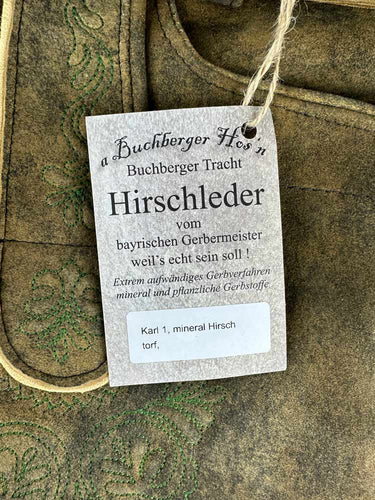 a Buchberger Hos'n
Buchberger Tracht
Hirschleder
vom
bayrischen Gerbermeister
weil's echt sein soll !
Extrem aufwändiges Gerbverfahren
mineral und pflanzliche Gerbstoffe
Karl 1, mineral Hirsch
torf,